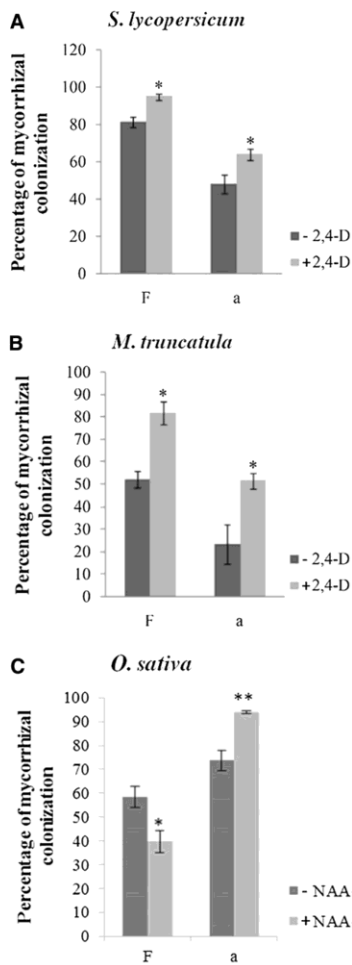 A
S. lycopersicum
Percentage of mycorrhizal
colonization
120
100
80
60
40
20
0
*
*
F
a
- 2,4-D
+2,4-D
B
M. truncatula
Percentage of mycorrhizal
colonization
100
90
80
70
60
50
40
30
20
10
0
*
*
F
a
- 2,4-D
+2,4-D
C
O. sativa
Percentage of mycorrhizal
colonization
100
90
80
70
60
50
40
30
20
10
0
*
**
F
a
- NAA
+NAA